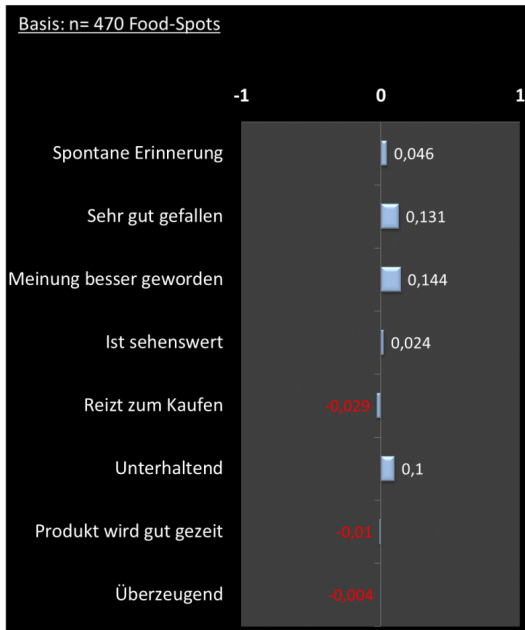 Basis: n= 470 Food-Spots
-1 0 1
Spontane Erinnerung 0,046
Sehr gut gefallen 0,131
Meinung besser geworden 0,144
Ist sehenswert 0,024
Reizt zum Kaufen -0,029
Unterhaltend 0,1
Produkt wird gut gezeit -0,01
Überzeugend -0,004